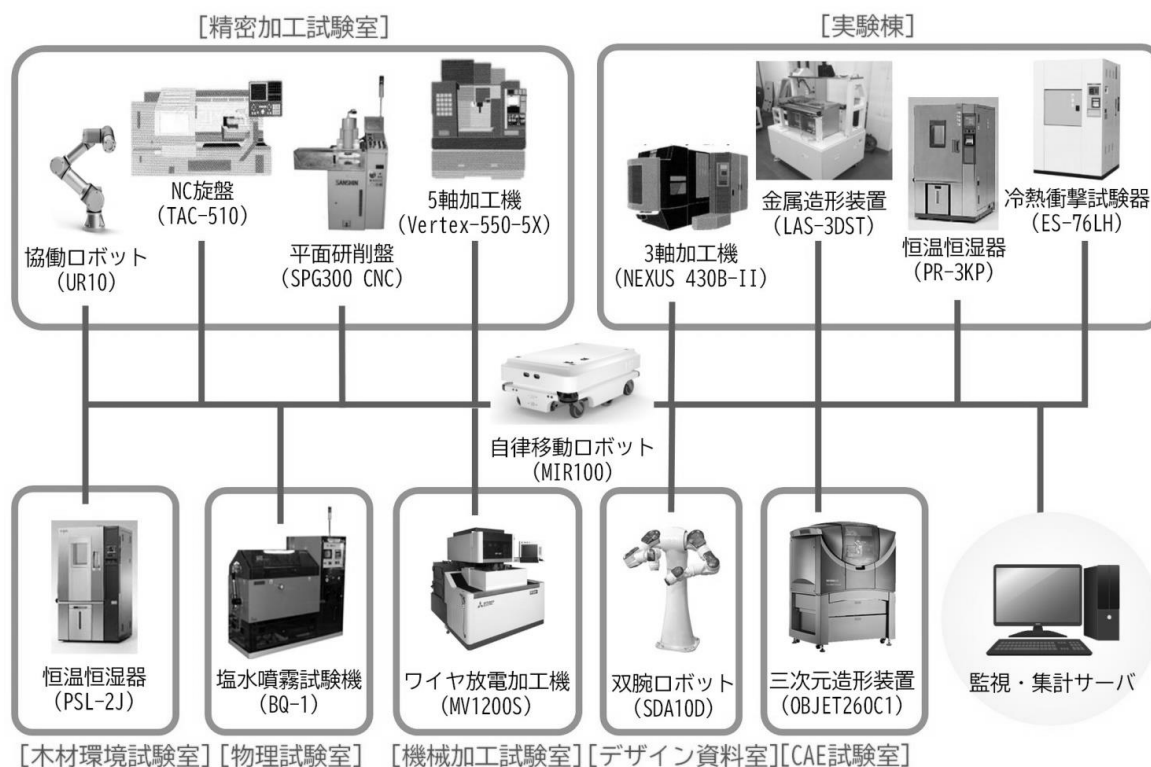 [精密加工試験室]
[実験棟]
NC旋盤
(TAC-510)
5軸加工機
(Vertex-550-5X)
協働ロボット
(UR10)
平面研削盤
(SPG300 CNC)
SANSHIN
3軸加工機
(NEXUS 430B-II)
金属造形装置
(LAS-3DST)
恒温恒湿器
(PR-3KP)
冷熱衝撃試験器
(ES-76LH)
自律移動ロボット
(MIR100)
恒温恒湿器
(PSL-2J)
塩水噴霧試験機
(BQ-1)
ワイヤ放電加工機
(MV1200S)
双腕ロボット
(SDA10D)
三次元造形装置
(OBJET260C1)
監視・集計サーバ
[木材環境試験室]
[物理試験室]
[機械加工試験室]
[デザイン資料室]
[CAE試験室]